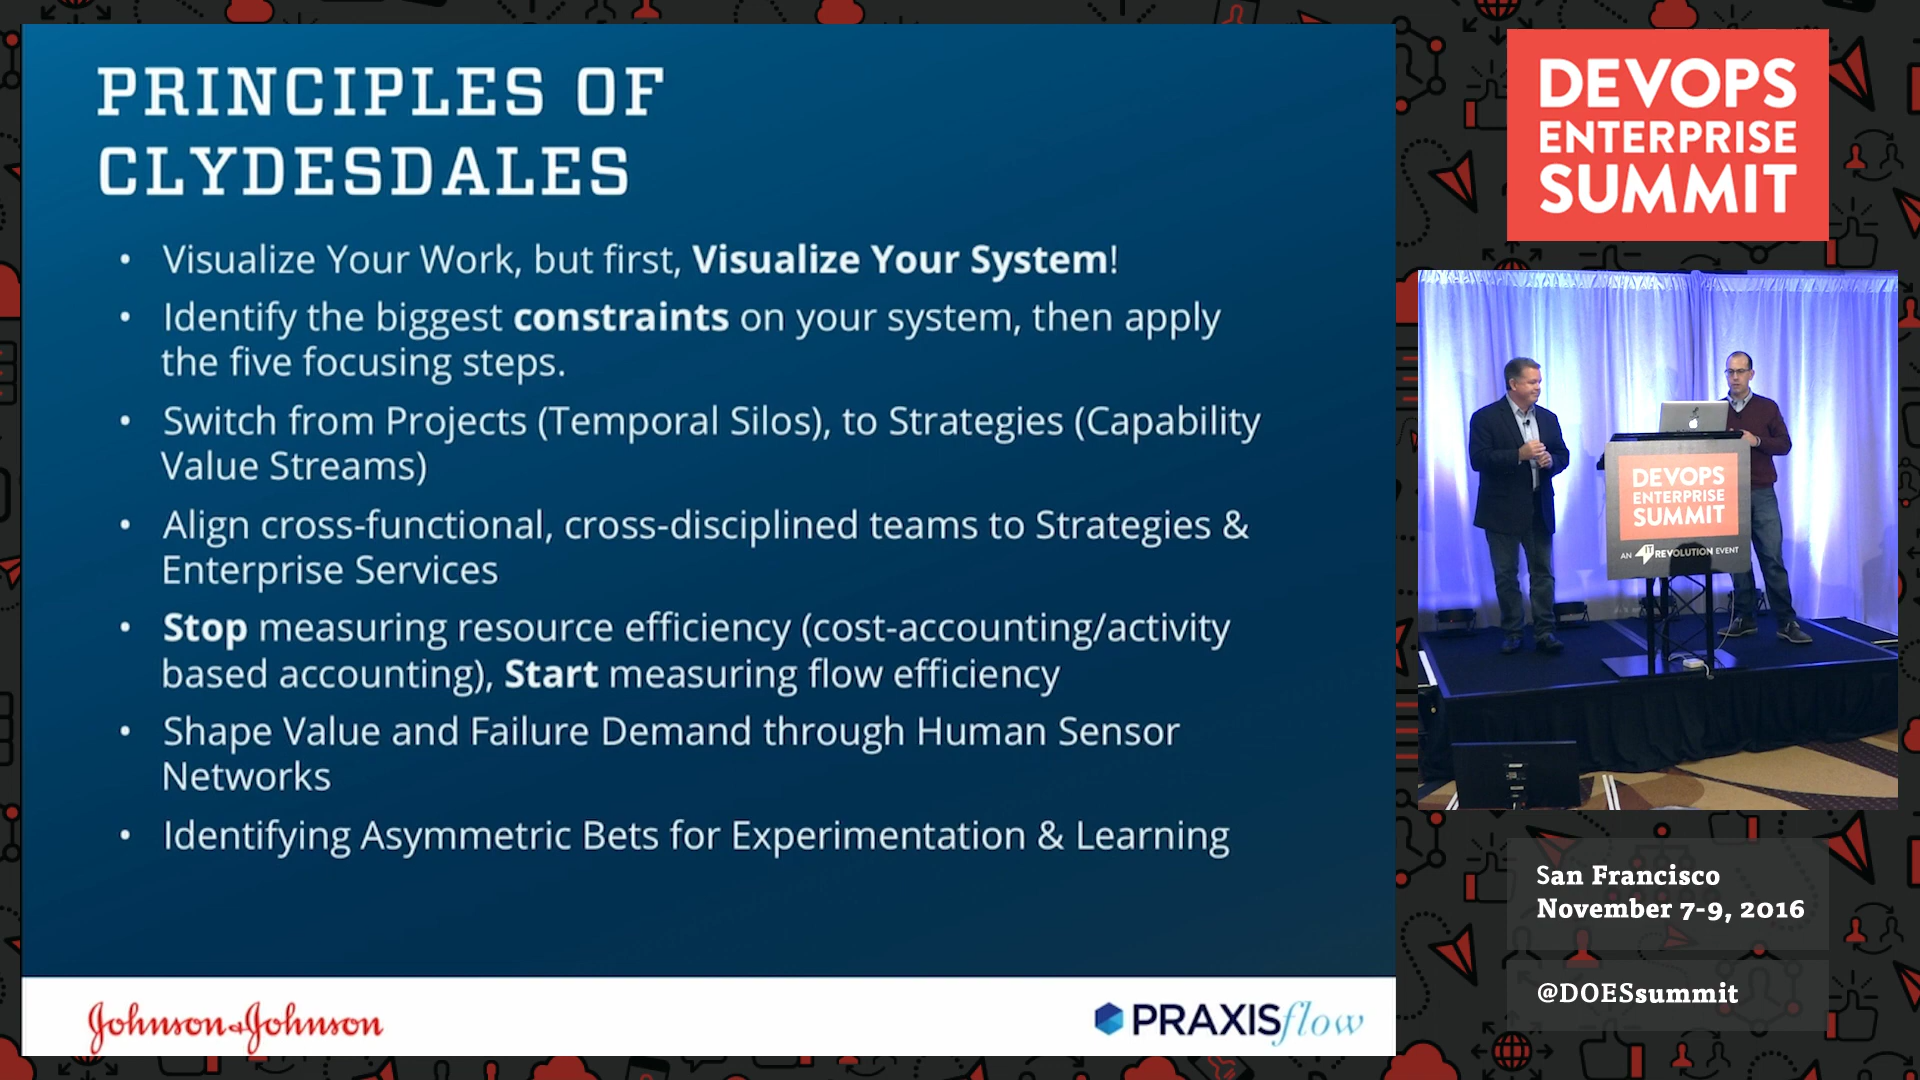 PRINCIPLES OF
CLYDESDALES
• Visualize Your Work, but first, Visualize Your System!
• Identify the biggest constraints on your system, then apply
the five focusing steps.
• Switch from Projects (Temporal Silos), to Strategies (Capability
Value Streams)
• Align cross-functional, cross-disciplined teams to Strategies &
Enterprise Services
• Stop measuring resource efficiency (cost-accounting/activity
based accounting), Start measuring flow efficiency
• Shape Value and Failure Demand through Human Sensor
Networks
• Identifying Asymmetric Bets for Experimentation & Learning
Johnson & Johnson
PRAXISflow
DEVOPS
ENTERPRISE
SUMMIT
DEVOPS
ENTERPRISE
SUMMIT
AN IT REVOLUTION EVENT
San Francisco
November 7-9, 2016
@DOESsummit